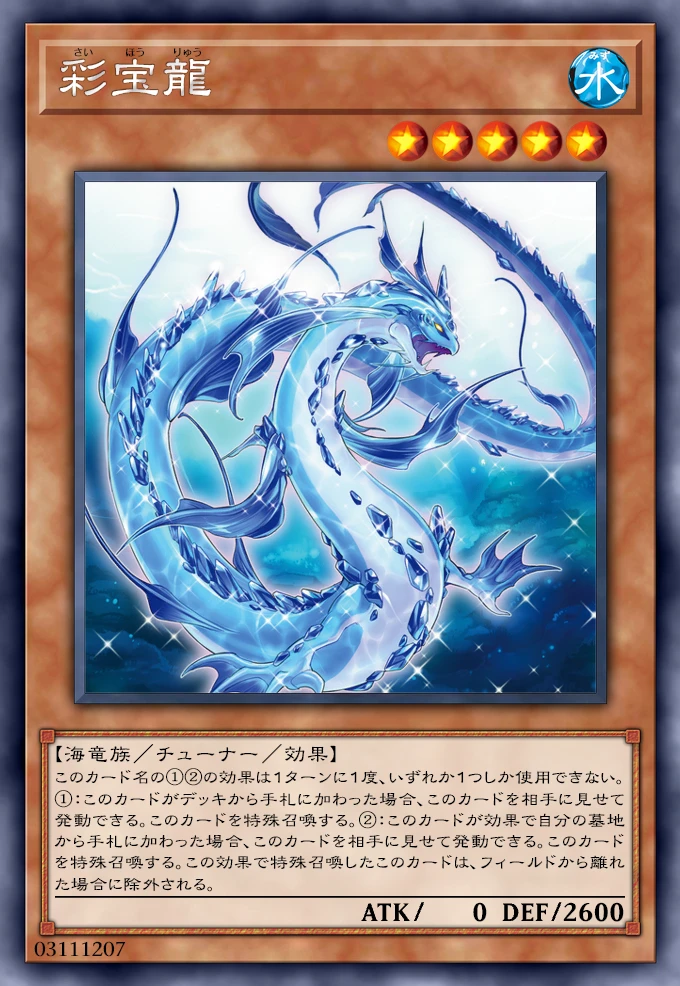 さい ほう りゅう
彩宝龍
みず
水
【海竜族／チューナー／効果】
このカード名の①②の効果は1ターンに1度、いずれか1つしか使用できない。
①：このカードがデッキから手札に加わった場合、このカードを相手に見せて
発動できる。このカードを特殊召喚する。②：このカードが効果で自分の墓地
から手札に加わった場合、このカードを相手に見せて発動できる。このカード
を特殊召喚する。この効果で特殊召喚したこのカードは、フィールドから離れ
た場合に除外される。
ATK/ 0 DEF/2600
03111207